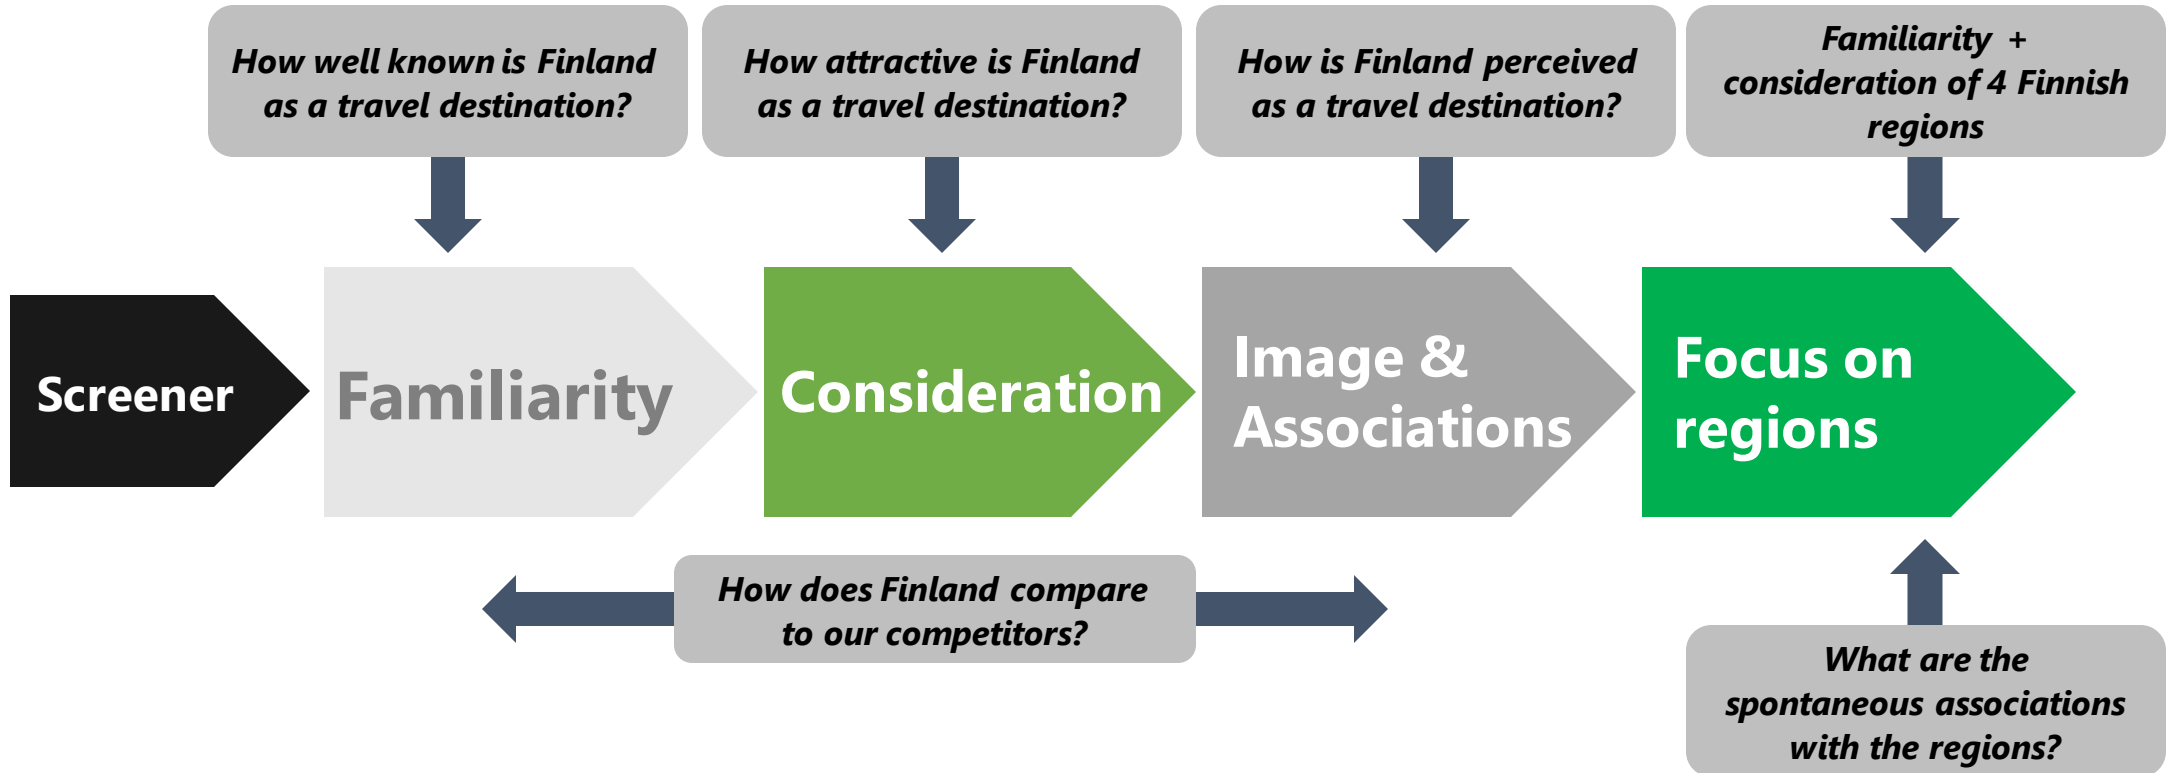 How well known is Finland
as a travel destination?
How attractive is Finland
as a travel destination?
How is Finland perceived
as a travel destination?
Familiarity +
consideration of 4 Finnish
regions
Screener
Familiarity
Consideration
Image &
Associations
Focus on
regions
How does Finland compare
to our competitors?
What are the
spontaneous associations
with the regions?